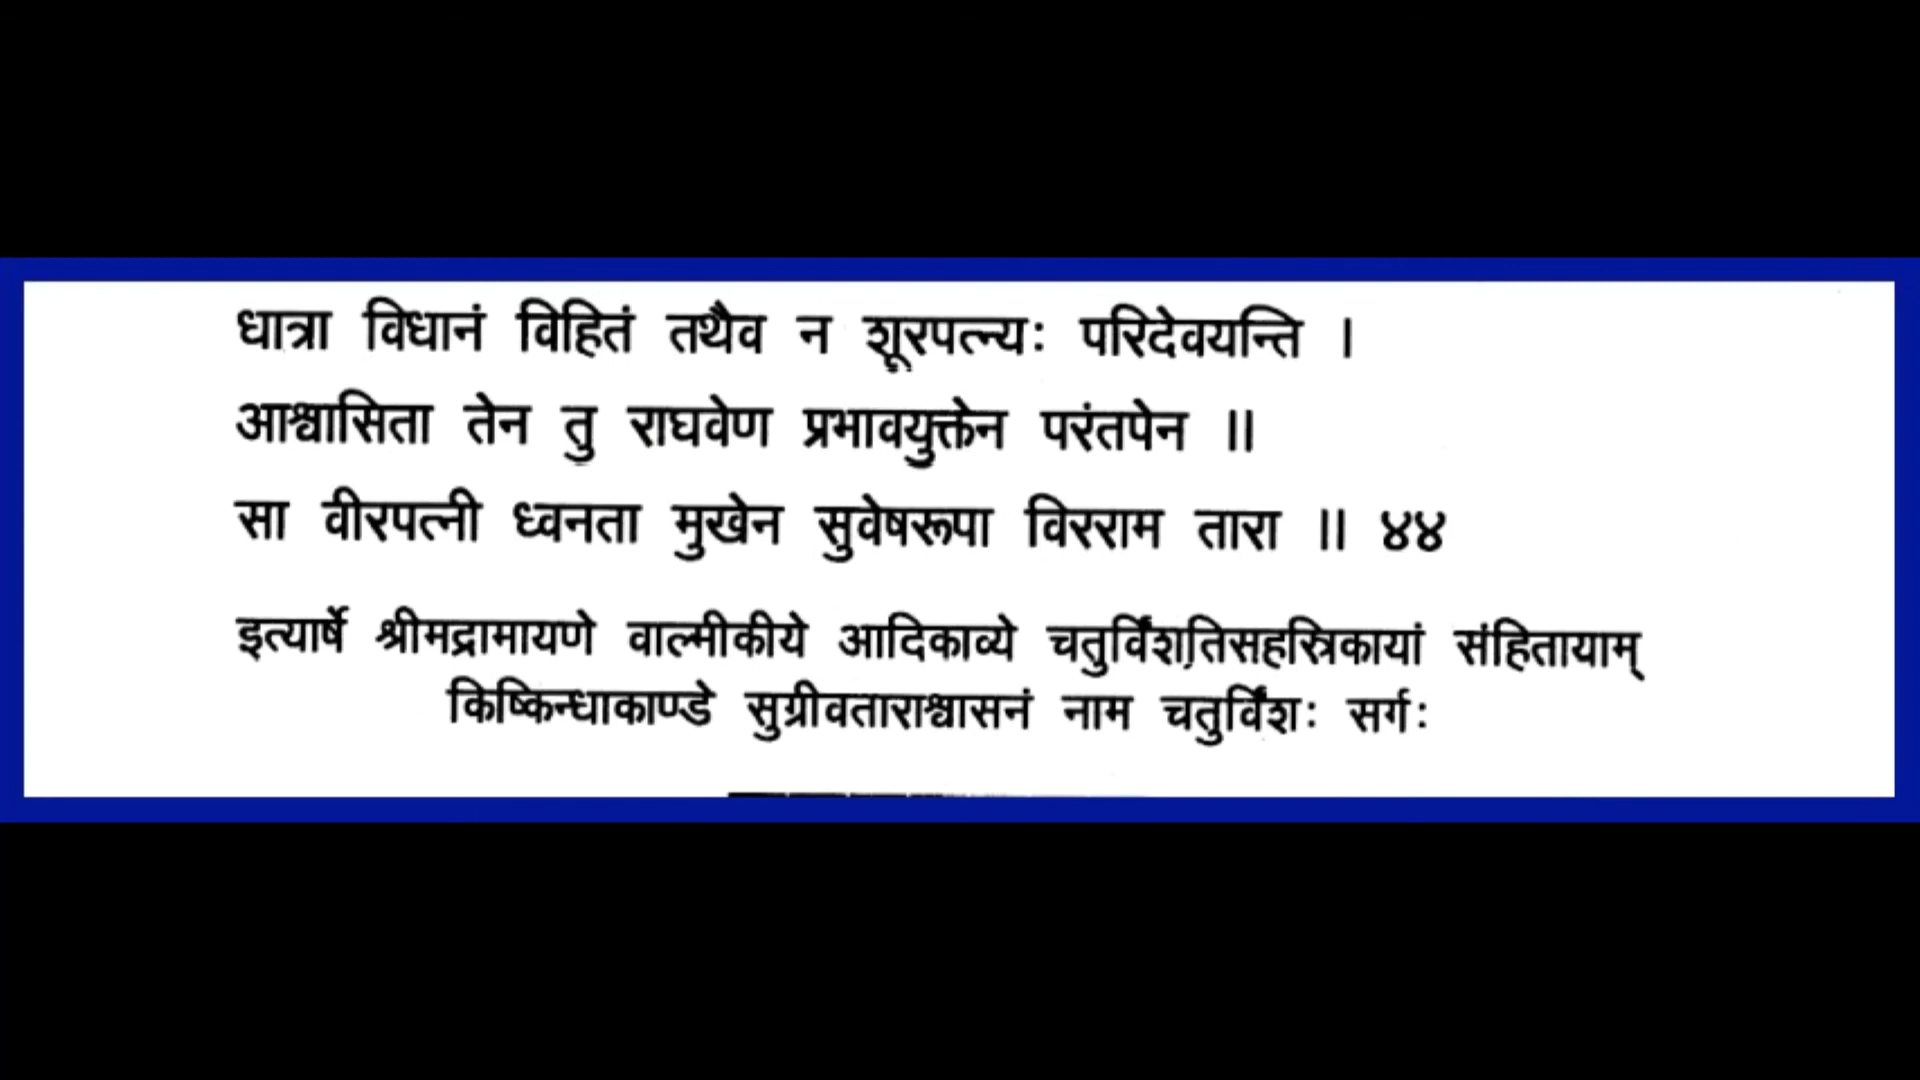 धात्रा विधानं विहितं तथैव न शूरपत्न्यः परिदेवयन्ति ।
आश्वासिता तेन तु राघवेण प्रभावयुक्तेन परंतपेन ॥
सा वीरपत्नी ध्वनता मुखेन सुवेषरूपा विरराम तारा ॥ ४४
इत्यार्षे श्रीमद्रामायणे वाल्मीकीये आदिकाव्ये चतुर्विंशतिसहस्रिकायां संहितायाम्
किष्किन्धाकाण्डे सुग्रीवताराश्वासनं नाम चतुर्विंशः सर्गः